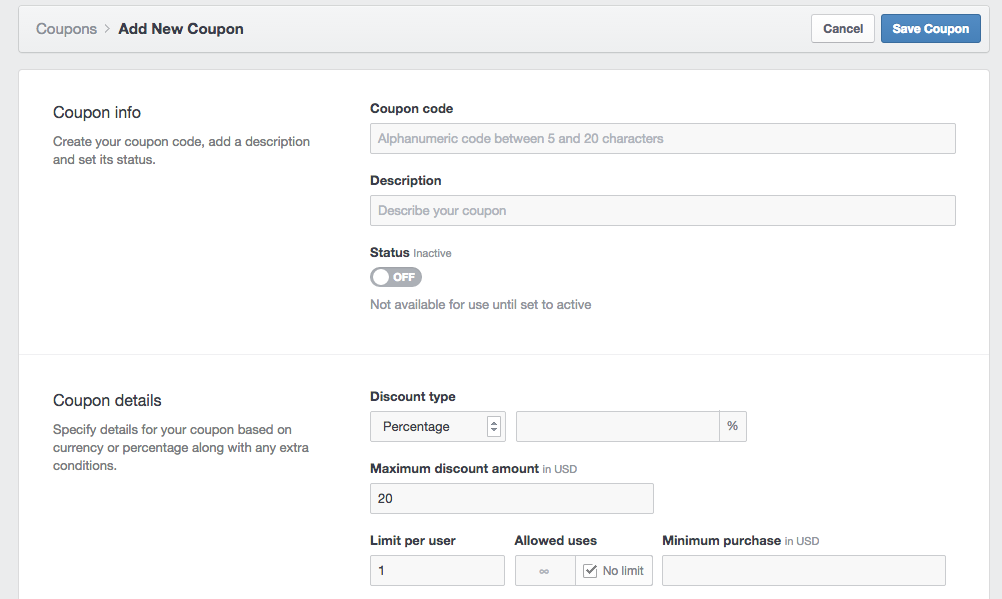 Coupons > Add New Coupon
Cancel
Save Coupon
Coupon info
Create your coupon code, add a description
and set its status.
Coupon code
Alphanumeric code between 5 and 20 characters
Description
Describe your coupon
Status Inactive
OFF
Not available for use until set to active
Coupon details
Specify details for your coupon based on
currency or percentage along with any extra
conditions.
Discount type
Percentage
%
Maximum discount amount in USD
20
Limit per user
Allowed uses
Minimum purchase in USD
1
∞
No limit